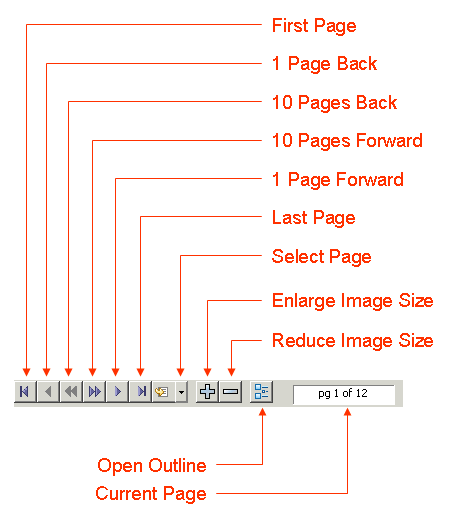 First Page
1 Page Back
10 Pages Back
10 Pages Forward
1 Page Forward
Last Page
Select Page
Enlarge Image Size
Reduce Image Size
pg 1 of 12
Open Outline
Current Page